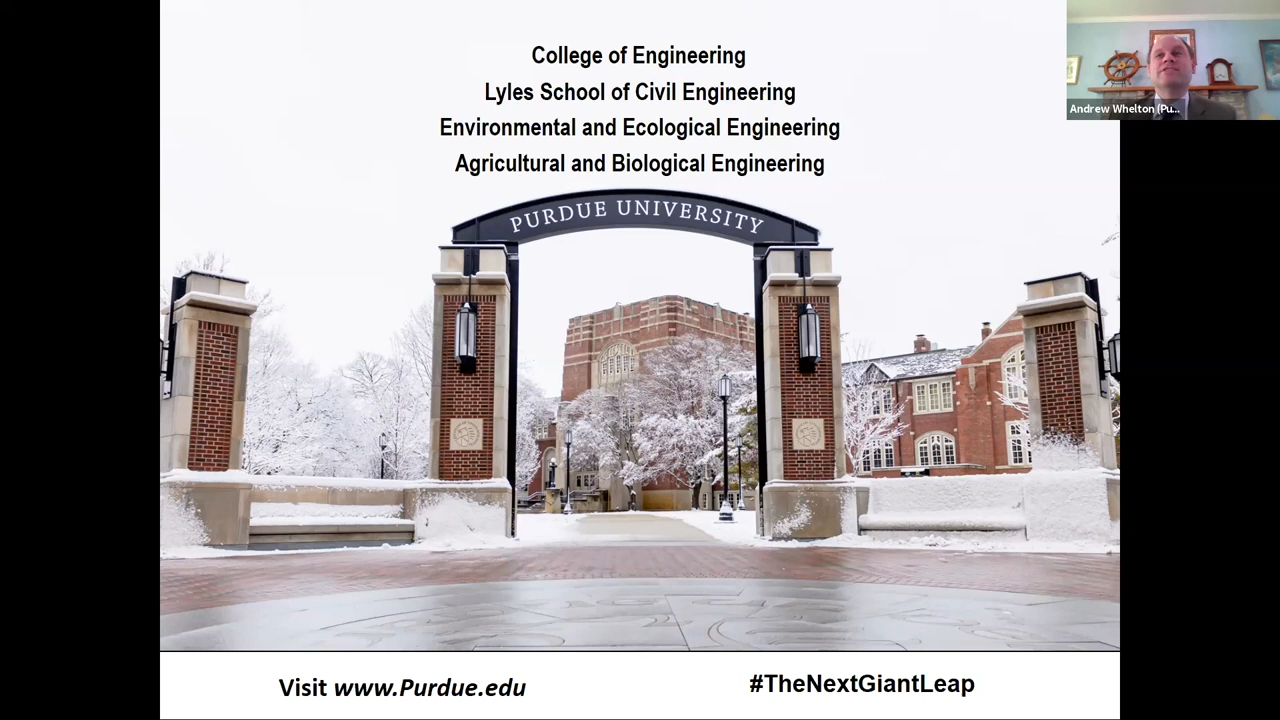 College of Engineering
Lyles School of Civil Engineering
Environmental and Ecological Engineering
Agricultural and Biological Engineering
PURDUE UNIVERSITY
Andrew Whelton (Pu...
Visit www.Purdue.edu
#TheNextGiantLeap